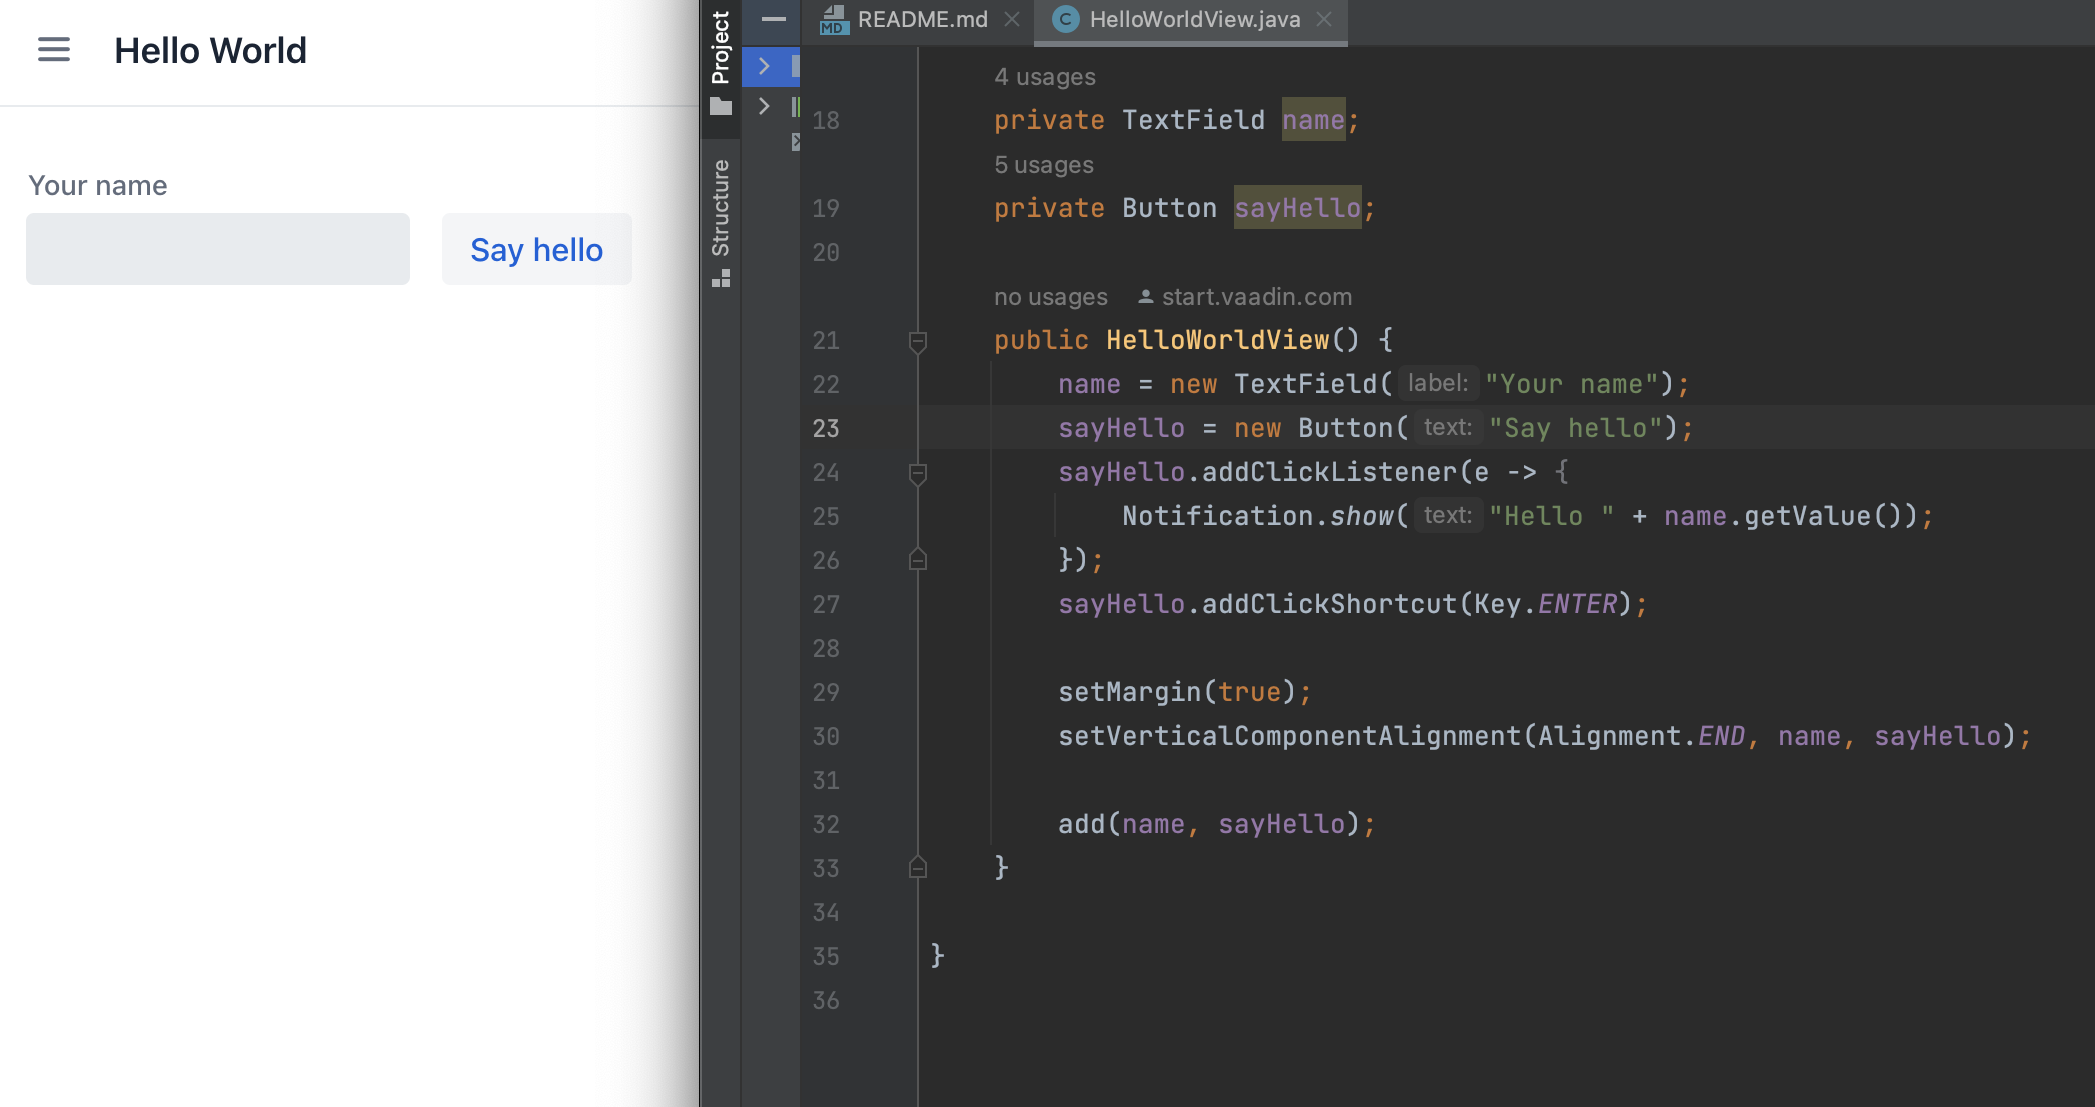 Hello World
Your name
Say hello
Project
Structure
MD README.md
C HelloWorldView.java
4 usages
18 private TextField name;
5 usages
19 private Button sayHello;
20
no usages start.vaadin.com
21 public HelloWorldView() {
22 name = new TextField( label: "Your name");
23 sayHello = new Button( text: "Say hello");
24 sayHello.addClickListener(e -> {
25 Notification.show( text: "Hello " + name.getValue());
26 });
27 sayHello.addClickShortcut(Key.ENTER);
28
29 setMargin(true);
30 setVerticalComponentAlignment(Alignment.END, name, sayHello);
31
32 add(name, sayHello);
33 }
34
35 }
36